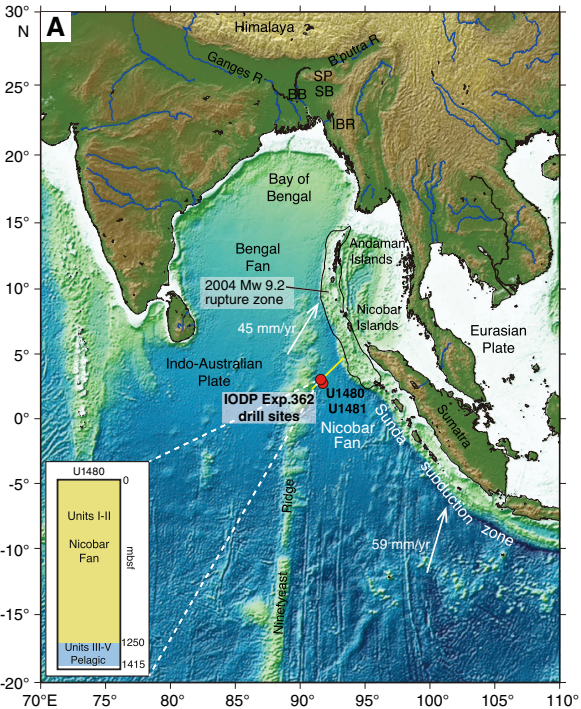 30°
N
A
Himalaya
Ganges R
B'putra R
SP
BB
SB
IBR
25°
20°
Bay of
Bengal
15°
Bengal
Fan
Andaman
Islands
10°
2004 Mw 9.2
rupture zone
Nicobar
Islands
45 mm/yr
Eurasian
Plate
5°
Indo-Australian
Plate
IODP Exp.362
drill sites
U1480
U1481
0°
Nicobar
Fan
Sumatra
Sunda subduction zone
-5°
U1480
0
Units I-II
Nicobar
Fan
mbsf
1250
Units III-V
Pelagic
1415
Ninetyeast Ridge
59 mm/yr
-10°
-15°
-20°
70°E 75° 80° 85° 90° 95° 100° 105° 110°